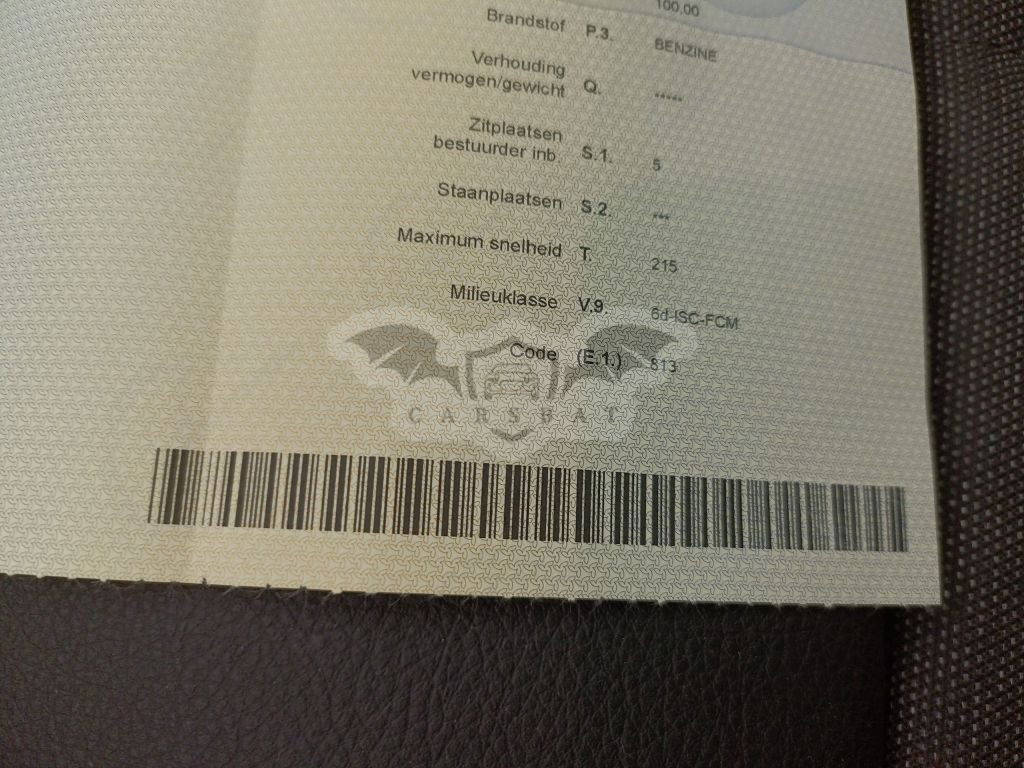 100.00
Brandstof P.3. BENZINE
Verhouding
vermogen/gewicht Q. *****
Zitplaatsen
bestuurder inb. S.1. 5
Staanplaatsen S.2. ***
Maximum snelheid T. 215
Milieuklasse V.9. 6d-ISC-FCM
Code (E.1.) 813
CARSBAT